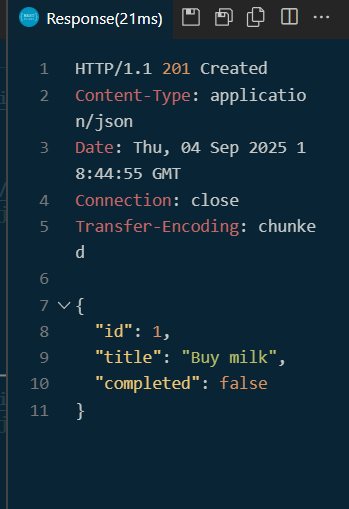 Response(21ms)
1 HTTP/1.1 201 Created
2 Content-Type: applicatio
n/json
3 Date: Thu, 04 Sep 2025 1
8:44:55 GMT
4 Connection: close
5 Transfer-Encoding: chunke
d
6
7 {
8 "id": 1,
9 "title": "Buy milk",
10 "completed": false
11 }